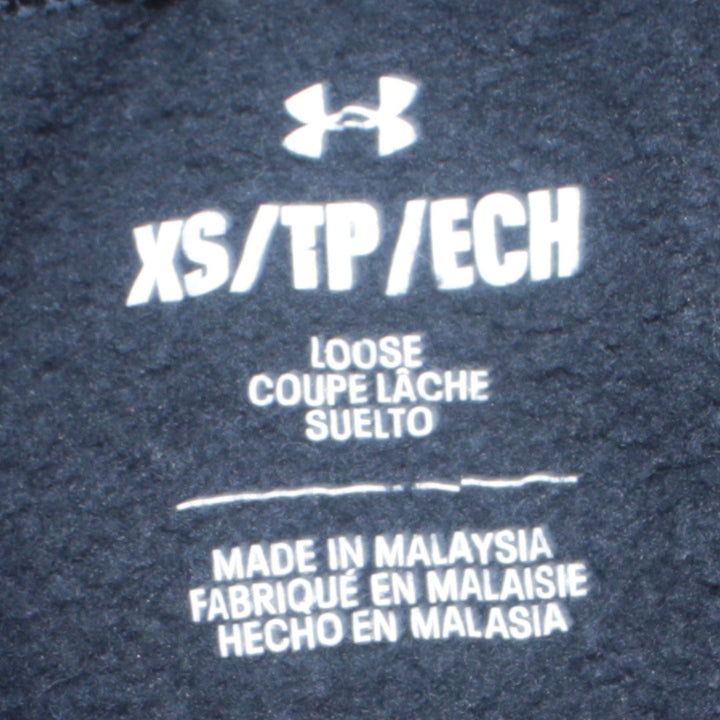 XS/TP/ECH
LOOSE
COUPE LÂCHE
SUELTO
MADE IN MALAYSIA
FABRIQUÉ EN MALAISIE
HECHO EN MALASIA